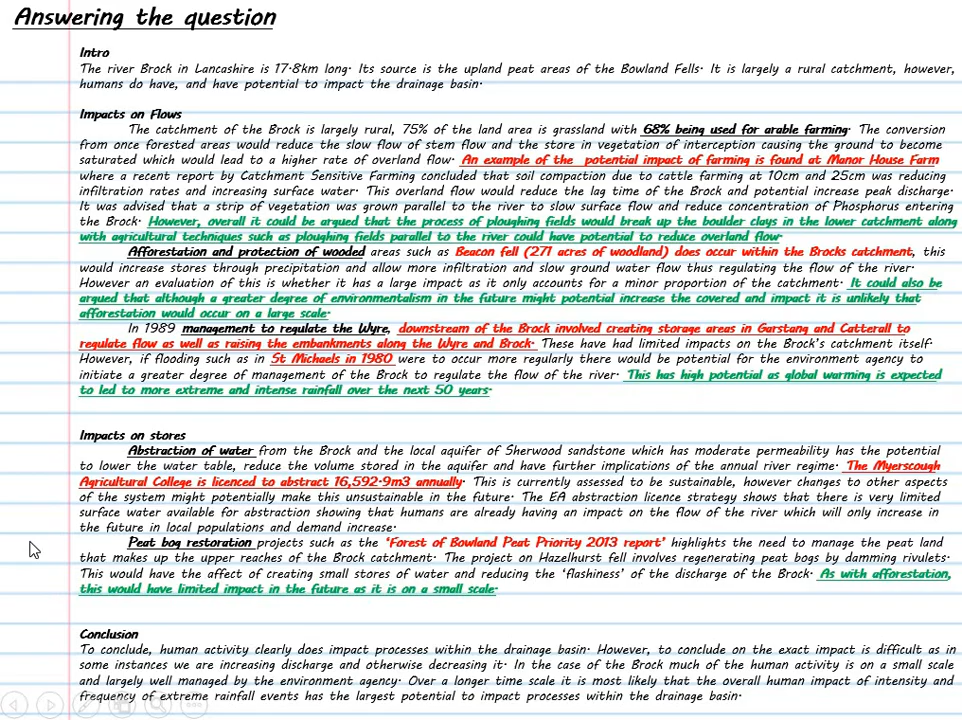 Answering the question
Intro
The river Brock in Lancashire is 17.8km long. Its source is the upland peat areas of the Bowland Fells. It is largely a rural catchment, however,
humans do have, and have potential to impact the drainage basin.
Impacts on Flows
The catchment of the Brock is largely rural, 75% of the land area is grassland with 68% being used for arable farming. The conversion
from once forested areas would reduce the slow flow of stem flow and the store in vegetation of interception causing the ground to become
saturated which would lead to a higher rate of overland flow. An example of the potential impact of farming is found at Manor House Farm
where a recent report by Catchment Sensitive Farming concluded that soil compaction due to cattle farming at 10cm and 25cm was reducing
infiltration rates and increasing surface water. This overland flow would reduce the lag time of the Brock and potential increase peak discharge.
It was advised that a strip of vegetation was grown parallel to the river to slow surface flow and reduce concentration of Phosphorus entering
the Brock. However, overall it could be argued that the process of ploughing fields would break up the boulder clays in the lower catchment along
with agricultural techniques such as ploughing fields parallel to the river could have potential to reduce overland flow.
Afforestation and protection of wooded areas such as Beacon fell (271 acres of woodland) does occur within the Brocks catchment, this
would increase stores through precipitation and allow more infiltration and slow ground water flow thus regulating the flow of the river.
However an evaluation of this is whether it has a large impact as it only accounts for a minor proportion of the catchment. It could also be
argued that although a greater degree of environmentalism in the future might potential increase the covered and impact it is unlikely that
afforestation would occur on a large scale.
In 1989 management to regulate the Wyre, downstream of the Brock involved creating storage areas in Garstang and Catterall to
regulate flow as well as raising the embankments along the Wyre and Brock. These have had limited impacts on the Brock's catchment itself.
However, if flooding such as in St Michaels in 1980 were to occur more regularly there would be potential for the environment agency to
initiate a greater degree of management of the Brock to regulate the flow of the river. This has high potential as global warming is expected
to led to more extreme and intense rainfall over the next 50 years.
Impacts on stores
Abstraction of water from the Brock and the local aquifer of Sherwood sandstone which has moderate permeability has the potential
to lower the water table, reduce the volume stored in the aquifer and have further implications of the annual river regime. The Myerscough
Agricultural College is licenced to abstract 16,592.9m3 annually. This is currently assessed to be sustainable, however changes to other aspects
of the system might potentially make this unsustainable in the future. The EA abstraction licence strategy shows that there is very limited
surface water available for abstraction showing that humans are already having an impact on the flow of the river which will only increase in
the future in local populations and demand increase.
Peat bog restoration projects such as the 'Forest of Bowland Peat Priority 2013 report' highlights the need to manage the peat land
that makes up the upper reaches of the Brock catchment. The project on Hazelhurst fell involves regenerating peat bogs by damming rivulets.
This would have the affect of creating small stores of water and reducing the 'flashiness' of the discharge of the Brock. As with afforestation,
this would have limited impact in the future as it is on a small scale.
Conclusion
To conclude, human activity clearly does impact processes within the drainage basin. However, to conclude on the exact impact is difficult as in
some instances we are increasing discharge and otherwise decreasing it. In the case of the Brock much of the human activity is on a small scale
and largely well managed by the environment agency. Over a longer time scale it is most likely that the overall human impact of intensity and
frequency of extreme rainfall events has the largest potential to impact processes within the drainage basin.